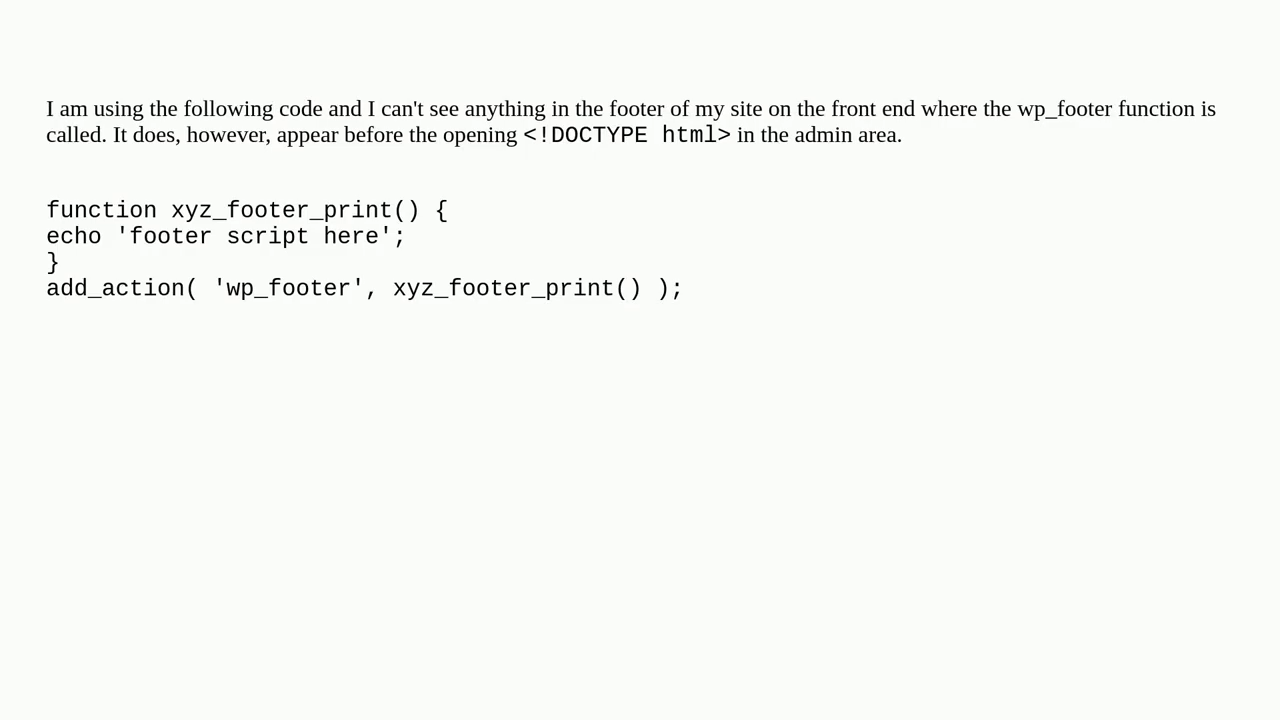 I am using the following code and I can't see anything in the footer of my site on the front end where the wp_footer function is
called. It does, however, appear before the opening <!DOCTYPE html> in the admin area.
function xyz_footer_print() {
echo 'footer script here';
}
add_action( 'wp_footer', xyz_footer_print() );